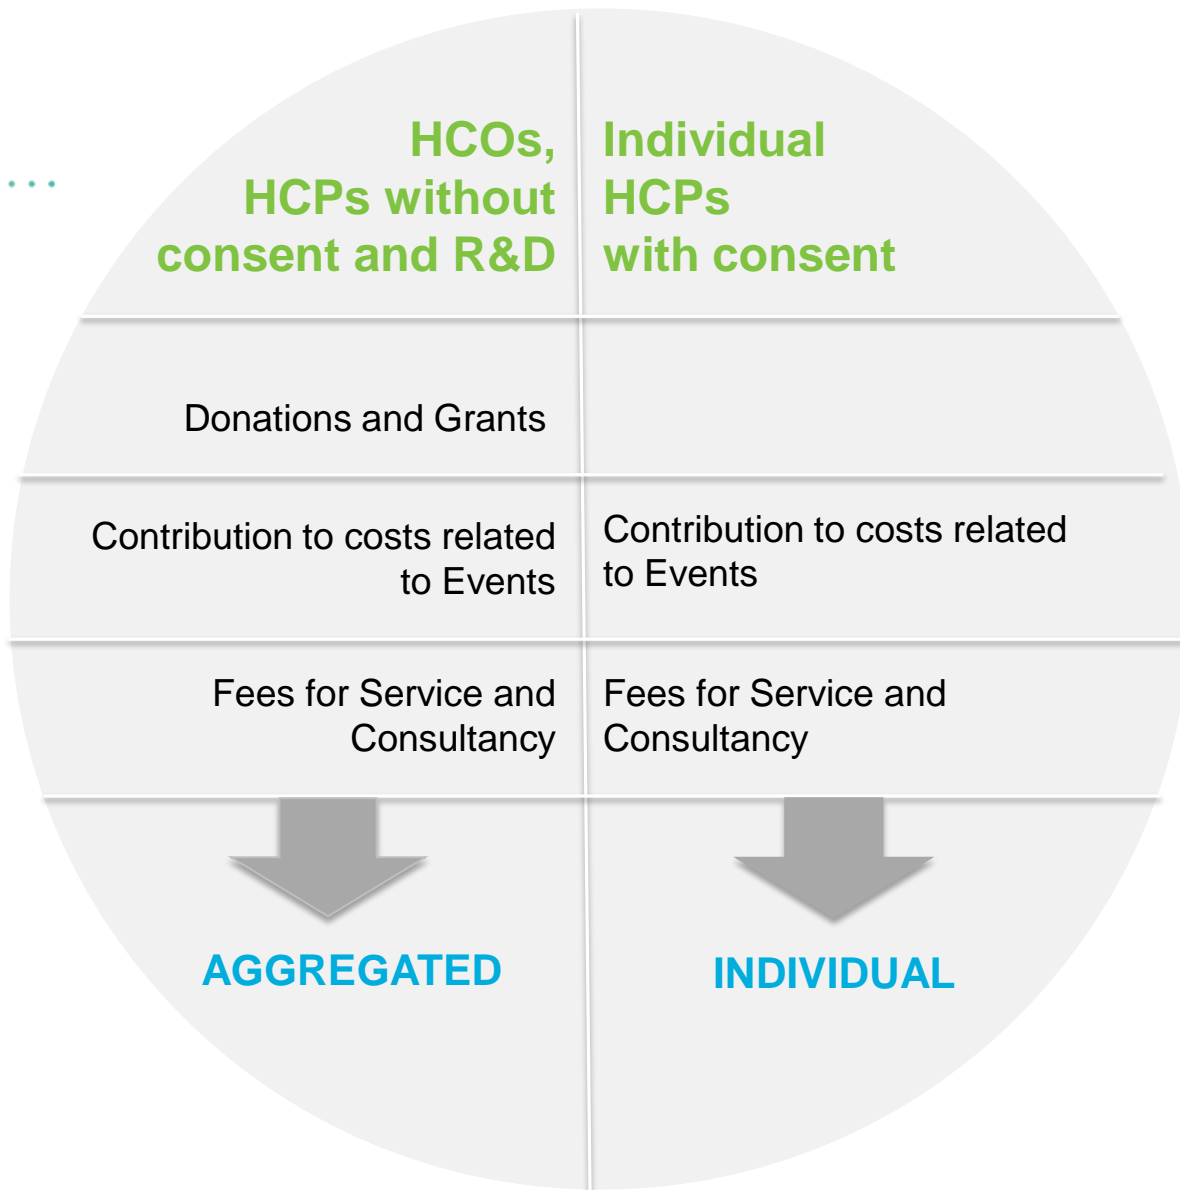 HCOs,
HCPs without
consent and R&D
Individual
HCPs
with consent
Donations and Grants
Contribution to costs related
to Events
Contribution to costs related
to Events
Fees for Service and
Consultancy
Fees for Service and
Consultancy
AGGREGATED
INDIVIDUAL